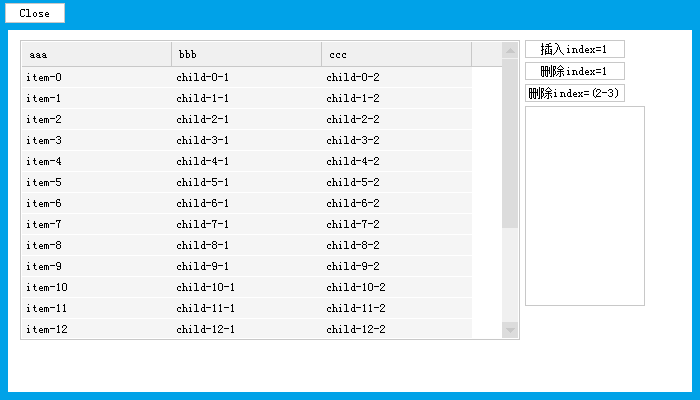 Close
aaa bbb ccc
item-0 child-0-1 child-0-2
item-1 child-1-1 child-1-2
item-2 child-2-1 child-2-2
item-3 child-3-1 child-3-2
item-4 child-4-1 child-4-2
item-5 child-5-1 child-5-2
item-6 child-6-1 child-6-2
item-7 child-7-1 child-7-2
item-8 child-8-1 child-8-2
item-9 child-9-1 child-9-2
item-10 child-10-1 child-10-2
item-11 child-11-1 child-11-2
item-12 child-12-1 child-12-2
插入index=1
删除index=1
删除index=(2-3)